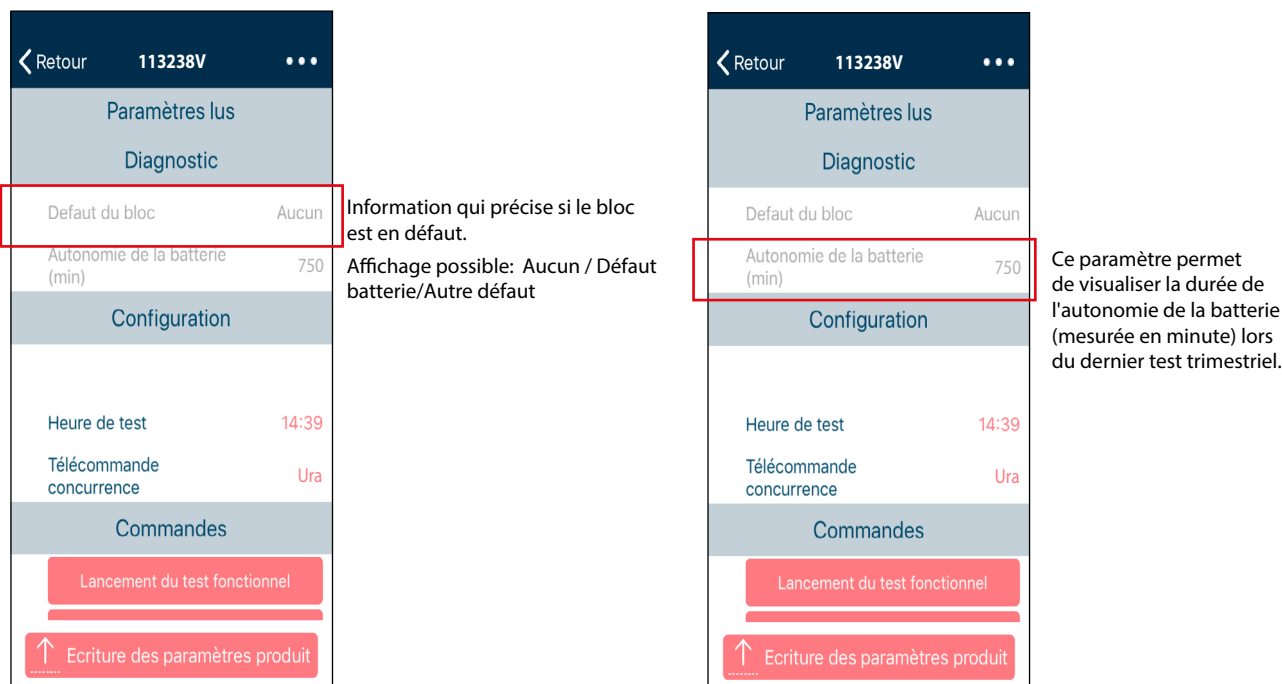 Retour 113238V •••
Paramètres lus
Diagnostic
Defaut du bloc Aucun
Autonomie de la batterie
(min) 750
Configuration
Heure de test 14:39
Télécommande
concurrence Ura
Commandes
Lancement du test fonctionnel
Ecriture des paramètres produit
Information qui précise si le bloc
est en défaut.
Affichage possible: Aucun / Défaut
batterie/Autre défaut
Retour 113238V •••
Paramètres lus
Diagnostic
Defaut du bloc Aucun
Autonomie de la batterie
(min) 750
Configuration
Heure de test 14:39
Télécommande
concurrence Ura
Commandes
Lancement du test fonctionnel
Ecriture des paramètres produit
Ce paramètre permet
de visualiser la durée de
l'autonomie de la batterie
(mesurée en minute) lors
du dernier test trimestriel.